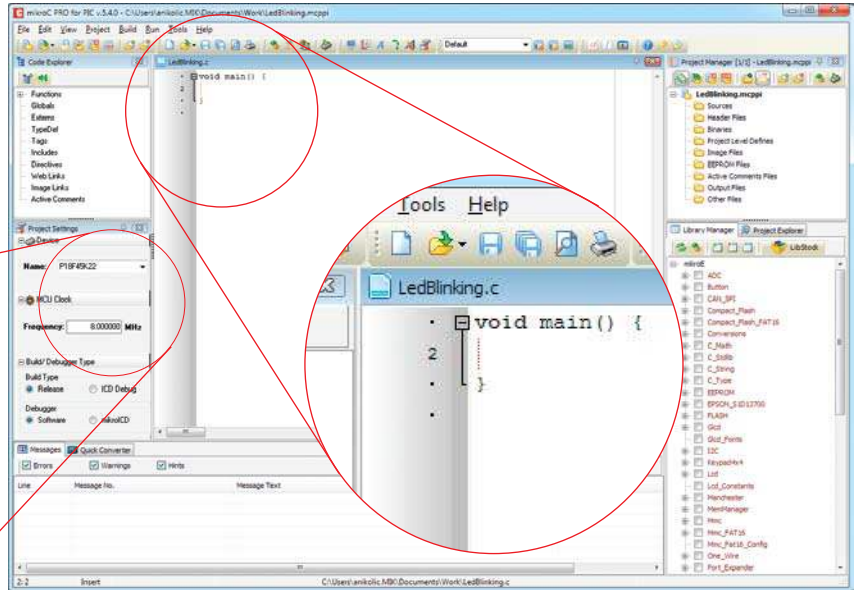 mikroC PRO for PIC v.5.4.0 - C:\Users\anikolic.MIK\Documents\Work\LedBlinking.mcppi
File Edit View Project Build Run Tools Help
Default
Code Explorer
Functions
Globals
Externs
TypeDef
Tags
Includes
Directives
Web Links
Image Links
Active Comments
Project Settings
Device
Name: P18F45K22
MCU Clock
Frequency: 8.000000 MHz
Build/ Debugger Type
Build Type
Release ICD Debug
Debugger
Software mikroICD
LedBlinking.c
void main() {
2
}
Tools Help
LedBlinking.c
void main() {
2
}
Messages Quick Converter
Errors Warnings Hints
Line Message No. Message Text
2:2 Insert C:\Users\anikolic.MIK\Documents\Work\LedBlinking.c
Project Manager [1/1] - LedBlinking.mcppi
LedBlinking.mcppi
Sources
Header Files
Binaries
Project Level Defines
Image Files
EEPROM Files
Active Comments Files
Output Files
Other Files
Library Manager Project Explorer
LibStock
mikroE
ADC
Button
CAN_SPI
Compact_Flash
Compact_Flash_FAT16
Conversions
C_Math
C_Stdlib
C_String
C_Type
EEPROM
EPSON_S1D13700
FLASH
Glcd
Glcd_Fonts
I2C
Keypad4x4
Lcd
Lcd_Constants
Manchester
MemManager
Mmc
Mmc_FAT16
Mmc_Fat16_Config
One_Wire
Port_Expander